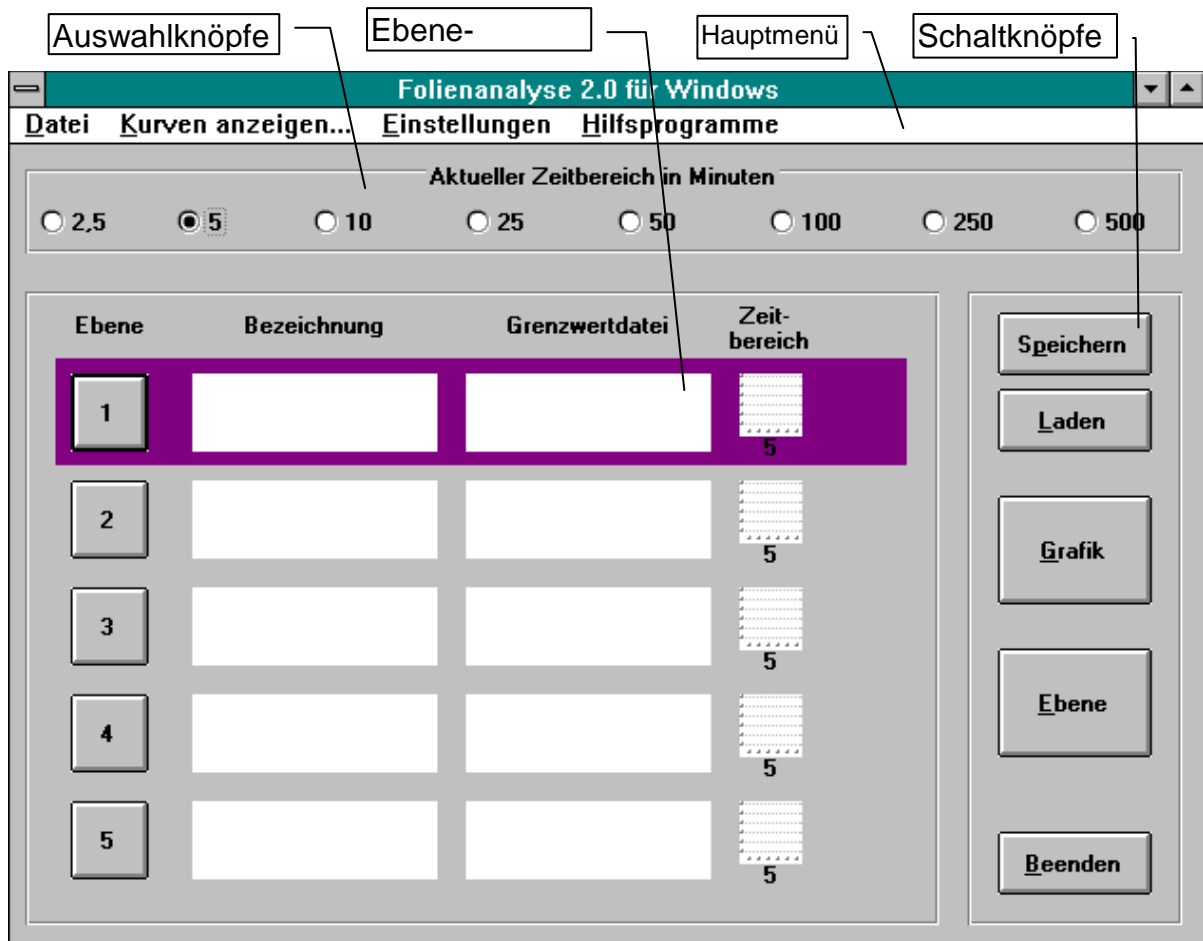 Auswahlknöpfe Ebene- Hauptmenü Schaltknöpfe
Folienanalyse 2.0 für Windows
Datei Kurven anzeigen... Einstellungen Hilfsprogramme
Aktueller Zeitbereich in Minuten
2,5 5 10 25 50 100 250 500
Ebene Bezeichnung Grenzwertdatei Zeit-
bereich
1
5
2
5
3
5
4
5
5
5
Speichern
Laden
Grafik
Ebene
Beenden